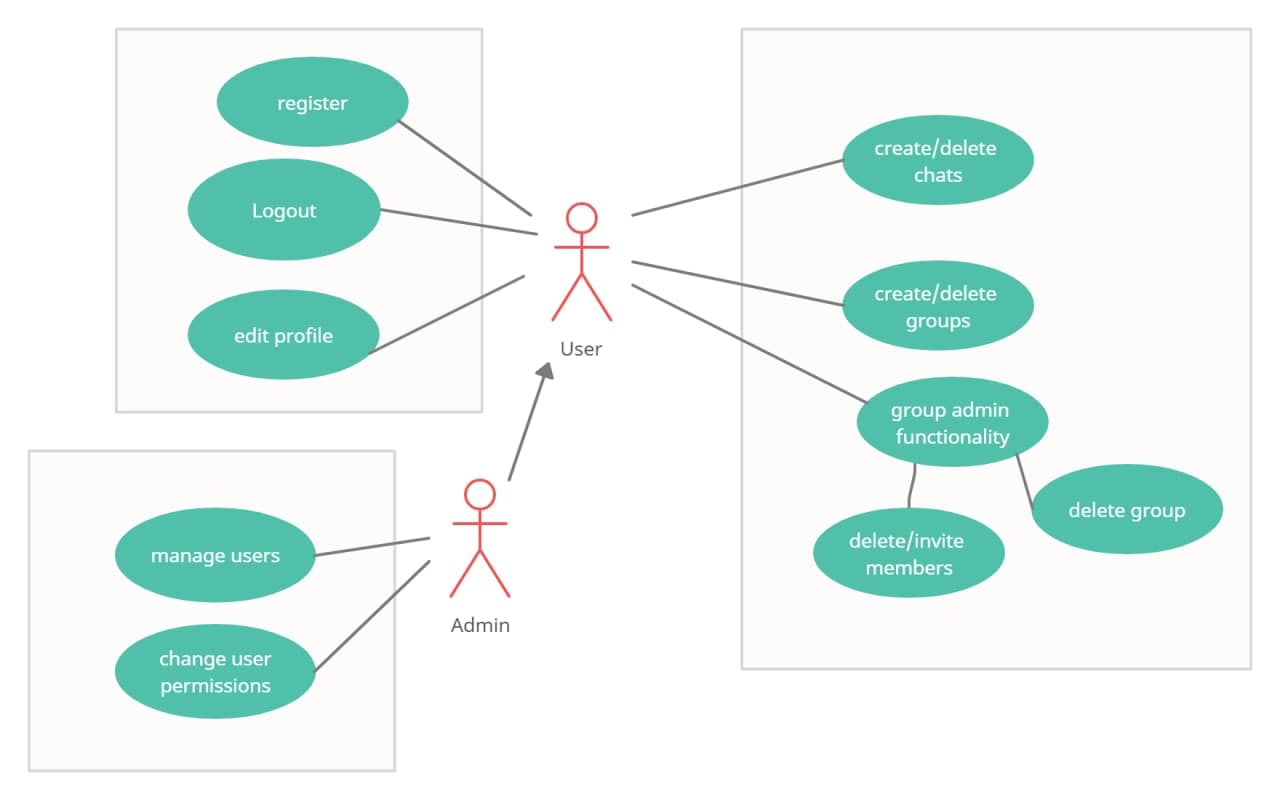 register
Logout
edit profile
User
create/delete
chats
create/delete
groups
group admin
functionality
delete/invite
members
delete group
manage users
change user
permissions
Admin